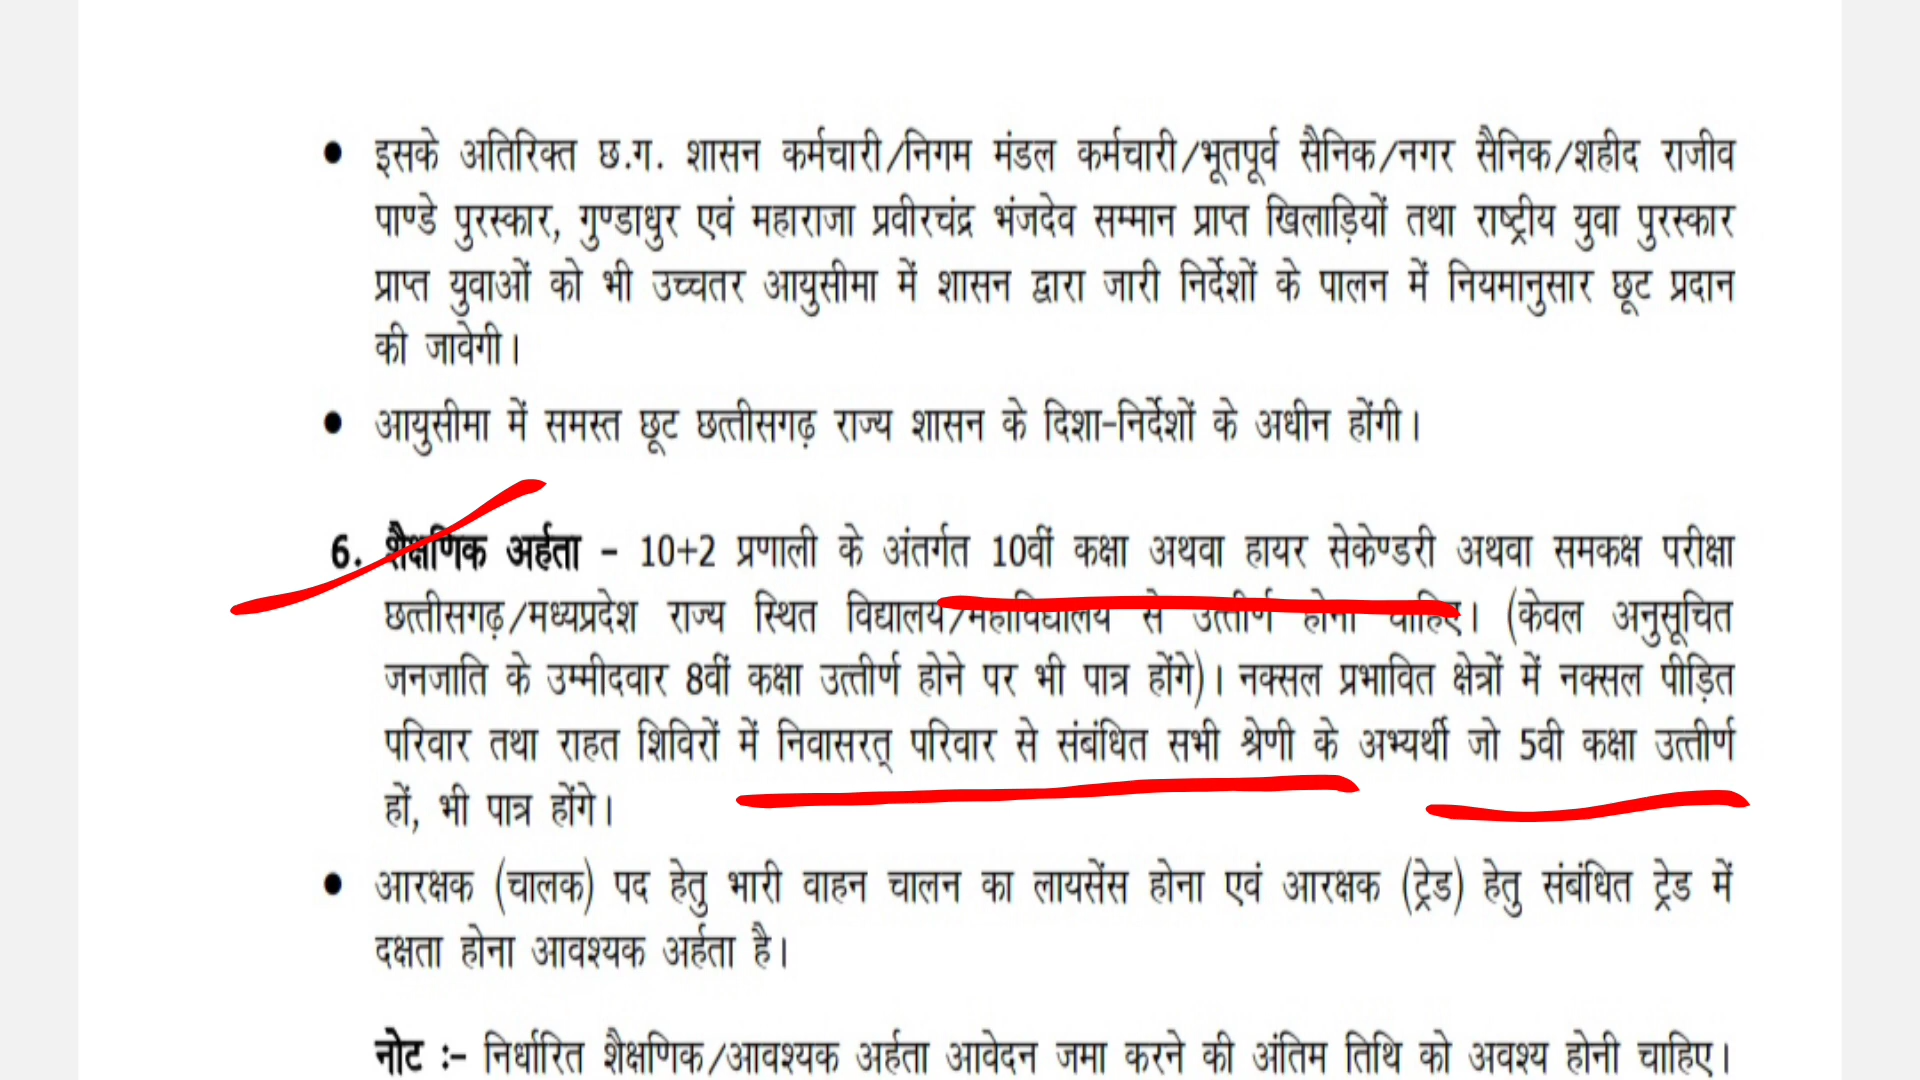 ● इसके अतिरिक्त छ.ग. शासन कर्मचारी/निगम मंडल कर्मचारी/भूतपूर्व सैनिक/नगर सैनिक/शहीद राजीव
पाण्डे पुरस्कार, गुण्डाधुर एवं महाराजा प्रवीरचंद्र भंजदेव सम्मान प्राप्त खिलाड़ियों तथा राष्ट्रीय युवा पुरस्कार
प्राप्त युवाओं को भी उच्चतर आयुसीमा में शासन द्वारा जारी निर्देशों के पालन में नियमानुसार छूट प्रदान
की जावेगी।
● आयुसीमा में समस्त छूट छत्तीसगढ़ राज्य शासन के दिशा-निर्देशों के अधीन होंगी।
6. शैक्षणिक अर्हता – 10+2 प्रणाली के अंतर्गत 10वीं कक्षा अथवा हायर सेकेण्डरी अथवा समकक्ष परीक्षा
छत्तीसगढ़/मध्यप्रदेश राज्य स्थित विद्यालय/महाविद्यालय से उत्तीर्ण होना चाहिए। (केवल अनुसूचित
जनजाति के उम्मीदवार 8वीं कक्षा उत्तीर्ण होने पर भी पात्र होंगे)। नक्सल प्रभावित क्षेत्रों में नक्सल पीड़ित
परिवार तथा राहत शिविरों में निवासरत् परिवार से संबंधित सभी श्रेणी के अभ्यर्थी जो 5वी कक्षा उत्तीर्ण
हों, भी पात्र होंगे।
● आरक्षक (चालक) पद हेतु भारी वाहन चालन का लायसेंस होना एवं आरक्षक (ट्रेड) हेतु संबंधित ट्रेड में
दक्षता होना आवश्यक अर्हता है।
नोट :– निर्धारित शैक्षणिक/आवश्यक अर्हता आवेदन जमा करने की अंतिम तिथि को अवश्य होनी चाहिए।